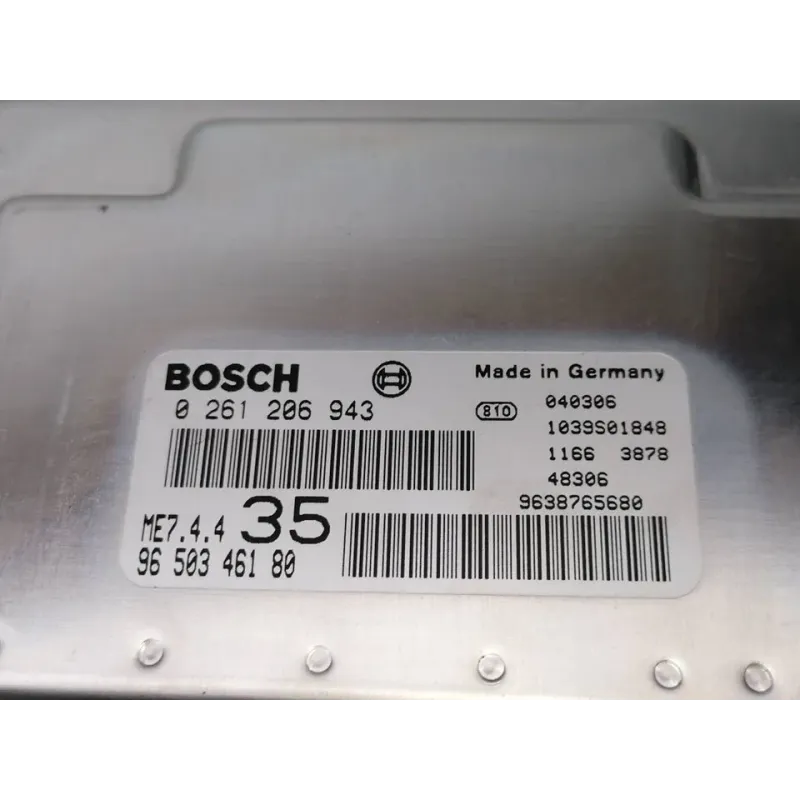 BOSCH
Made in Germany
0 261 206 943
810
040306
1039S01848
1166 3878
48306
9638765680
ME7.4.4 35
96 503 461 80